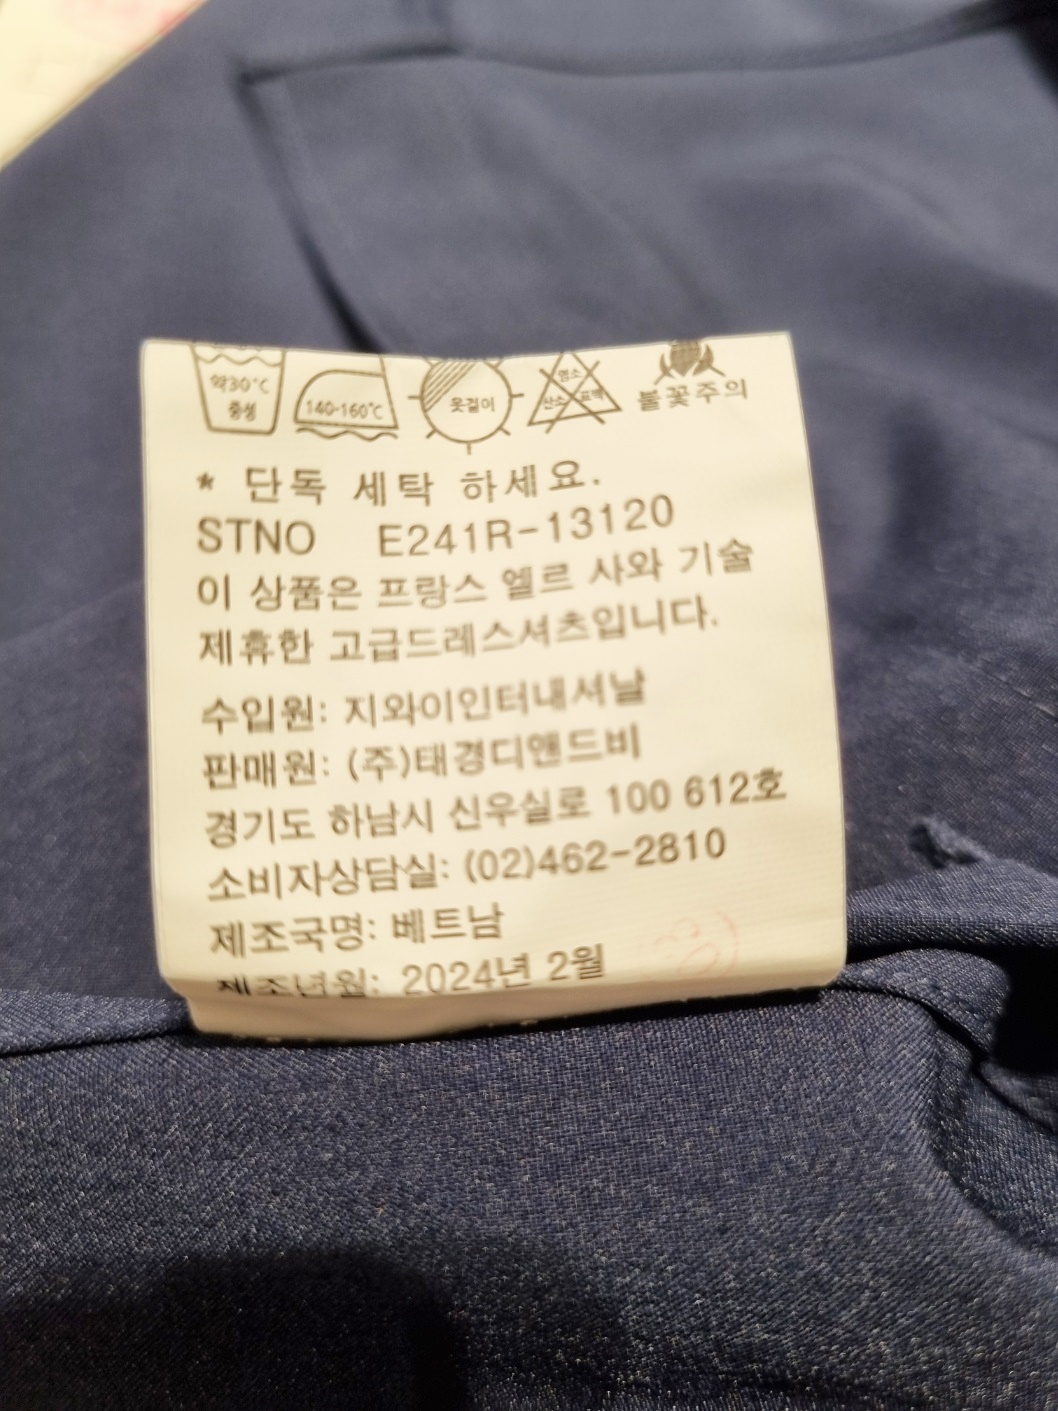 약30℃
중성
140-160℃
옷걸이
염소
산소 표백
불꽃주의
* 단독 세탁 하세요.
STNO E241R-13120
이 상품은 프랑스 엘르 사와 기술
제휴한 고급드레스셔츠입니다.
수입원: 지와이인터내셔날
판매원: (주)태경디앤드비
경기도 하남시 신우실로 100 612호
소비자상담실: (02)462-2810
제조국명: 베트남
제조년월: 2024년 2월